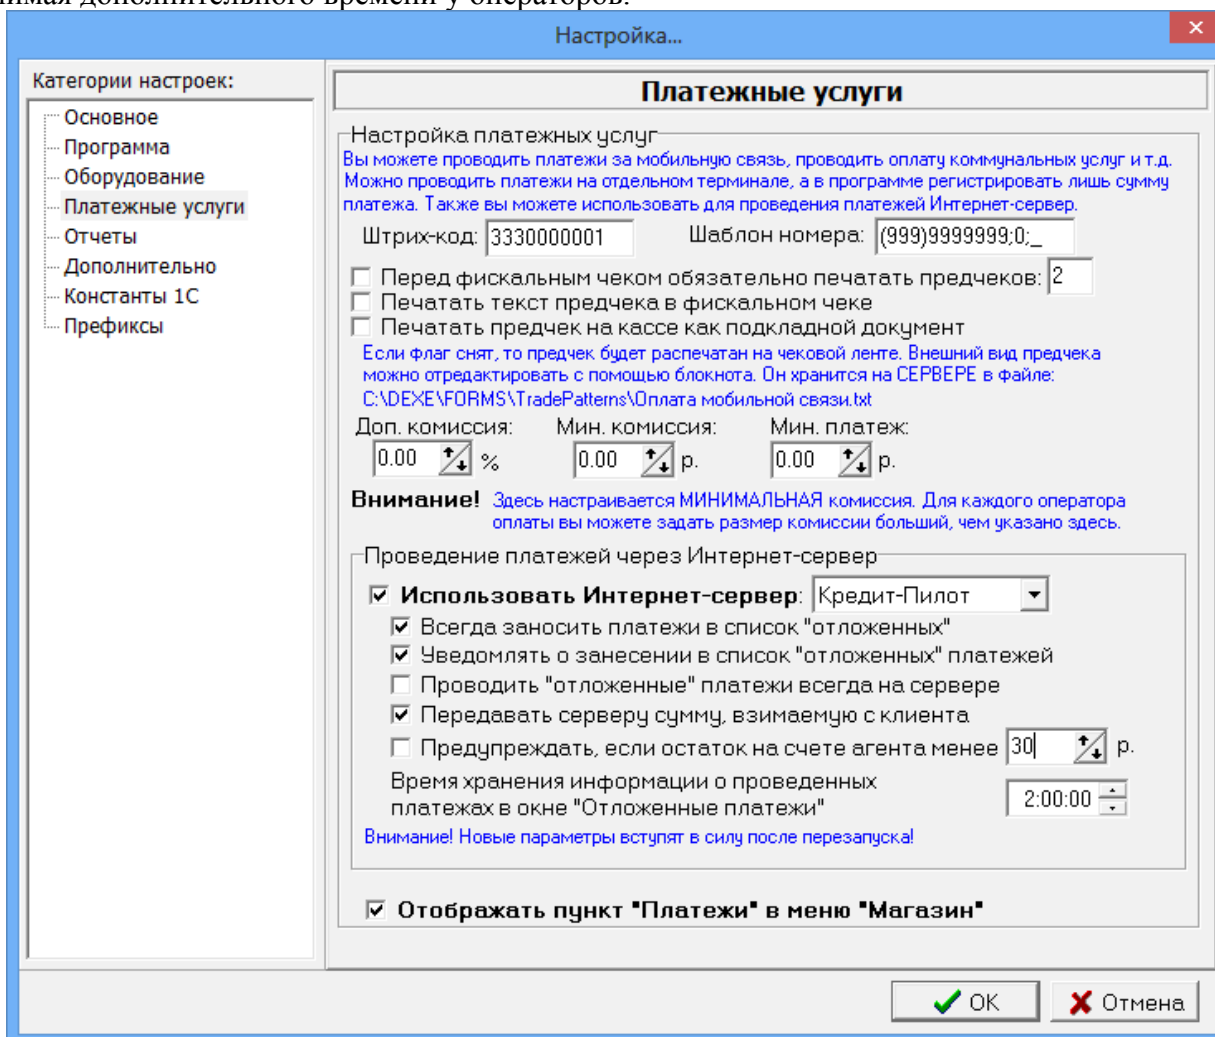 дополнительного времени у операторов.
Настройка...
Категории настроек:
Основное
Программа
Оборудование
Платежные услуги
Отчеты
Дополнительно
Константы 1С
Префиксы
Платежные услуги
Настройка платежных услуг
Вы можете проводить платежи за мобильную связь, проводить оплату коммунальных услуг и т.д.
Можно проводить платежи на отдельном терминале, а в программе регистрировать лишь сумму
платежа. Также вы можете использовать для проведения платежей Интернет-сервер.
Штрих-код: 3330000001 Шаблон номера: (999)9999999;0;_
Перед фискальным чеком обязательно печатать предчеков: 2
Печатать текст предчека в фискальном чеке
Печатать предчек на кассе как подкладной документ
Если флаг снят, то предчек будет распечатан на чековой ленте. Внешний вид предчека
можно отредактировать с помощью блокнота. Он хранится на СЕРВЕРЕ в файле:
C:\DEXE\FORMS\TradePatterns\Оплата мобильной связи.txt
Доп. комиссия: Мин. комиссия: Мин. платеж:
0.00 % 0.00 р. 0.00 р.
Внимание! Здесь настраивается МИНИМАЛЬНАЯ комиссия. Для каждого оператора
оплаты вы можете задать размер комиссии больший, чем указано здесь.
Проведение платежей через Интернет-сервер
Использовать Интернет-сервер: Кредит-Пилот
Всегда заносить платежи в список "отложенных"
Уведомлять о занесении в список "отложенных" платежей
Проводить "отложенные" платежи всегда на сервере
Передавать серверу сумму, взимаемую с клиента
Предупреждать, если остаток на счете агента менее 30 р.
Время хранения информации о проведенных
платежах в окне "Отложенные платежи" 2:00:00
Внимание! Новые параметры вступят в силу после перезапуска!
Отображать пункт "Платежи" в меню "Магазин"
OK Отмена